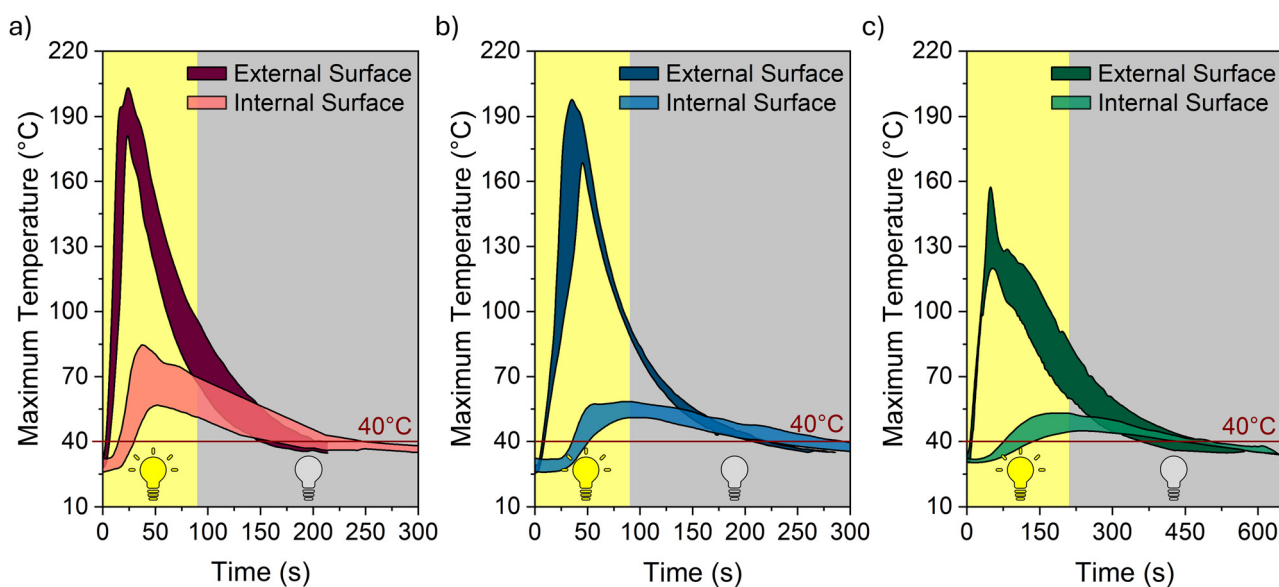 a)
220
190
160
130
100
70
40
10
Maximum Temperature (°C)
External Surface
Internal Surface
40°C
0 50 100 150 200 250 300
Time (s)
b)
220
190
160
130
100
70
40
10
Maximum Temperature (°C)
External Surface
Internal Surface
40°C
0 50 100 150 200 250 300
Time (s)
c)
220
190
160
130
100
70
40
10
Maximum Temperature (°C)
External Surface
Internal Surface
40°C
0 150 300 450 600
Time (s)